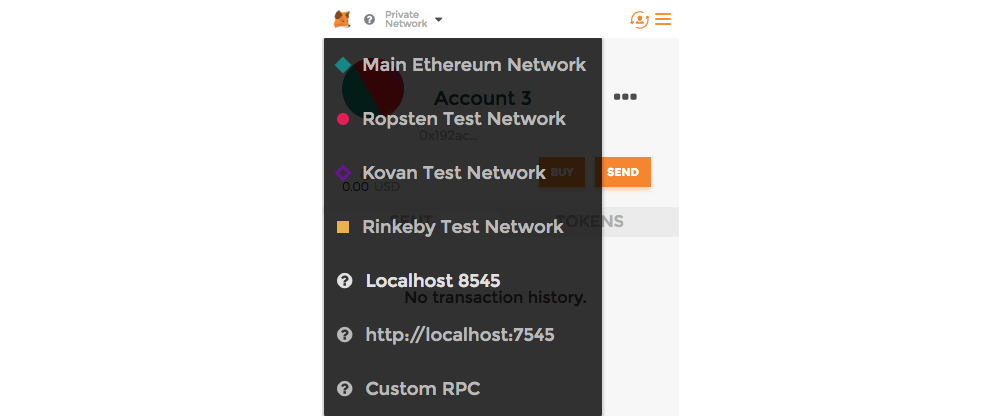 Private
Network
Main Ethereum Network
Account 3
Ropsten Test Network
0x192ac...
Kovan Test Network
BUY
SEND
0.00 USD
SENT
TOKENS
Rinkeby Test Network
Localhost 8545
No transaction history.
http://localhost:7545
Custom RPC